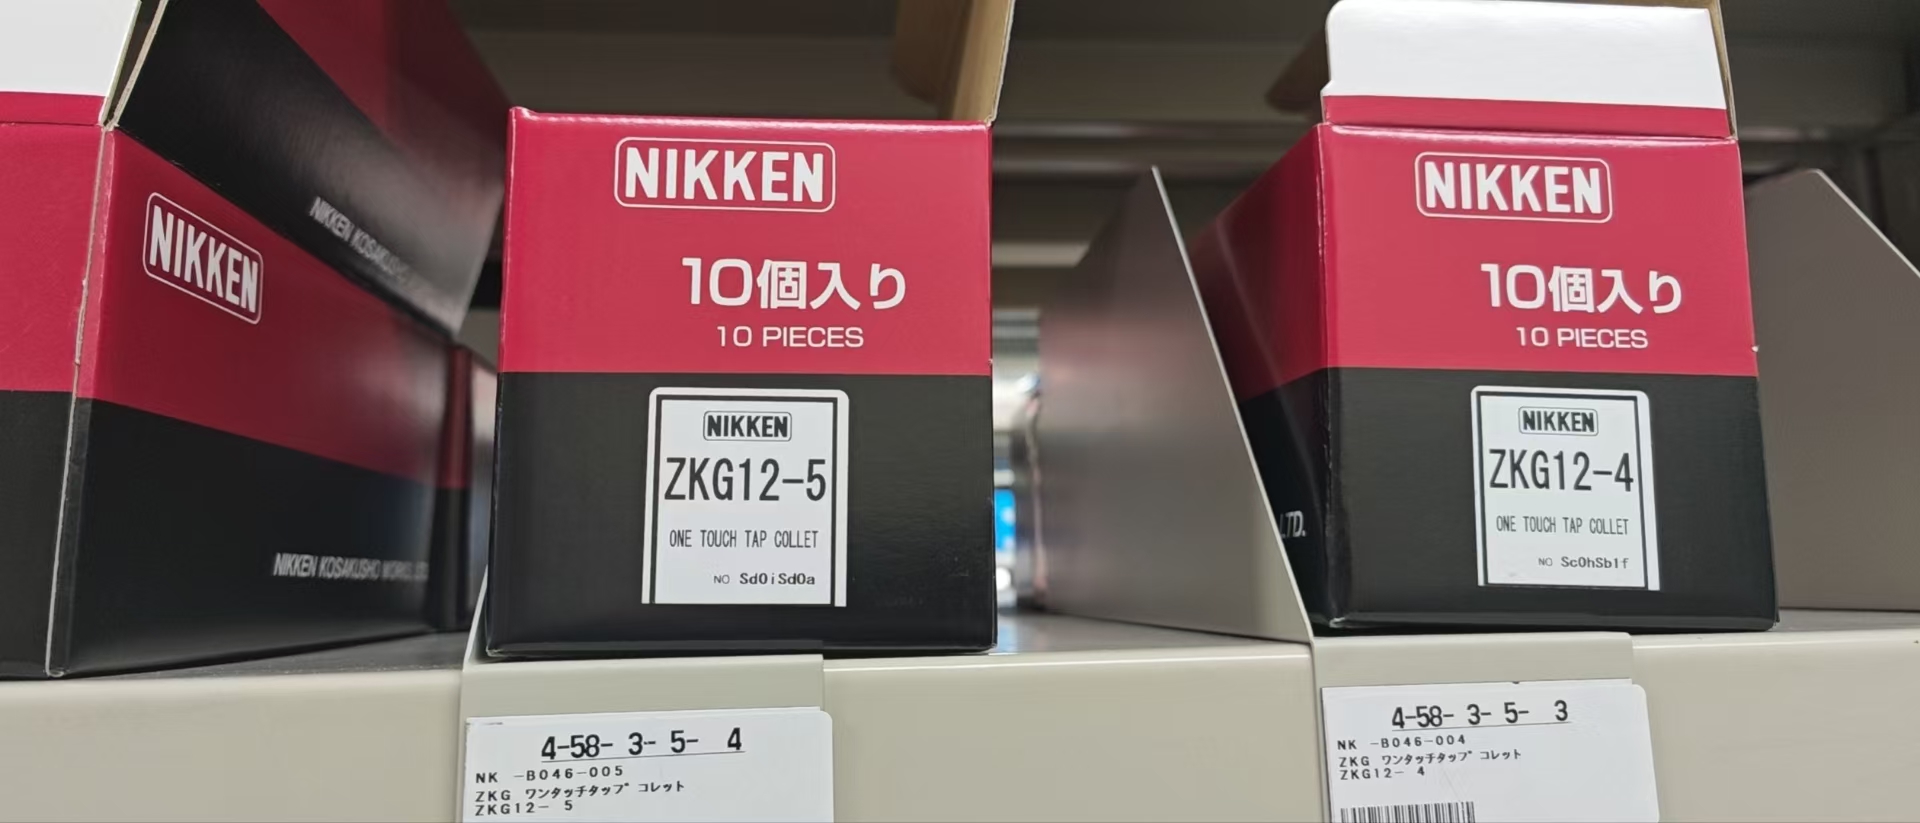 NIKKEN
NIKKEN KOSAKUSHO
NIKKEN KOSAKUSHO WORKS, LTD.
NIKKEN
10個入り
10 PIECES
NIKKEN
ZKG12-5
ONE TOUCH TAP COLLET
NO Sd0iSd0a
4-58- 3- 5- 4
NK -B046-005
ZKG ワンタッチタップ コレット
ZKG12- 5
NIKKEN
10個入り
10 PIECES
LTD.
NIKKEN
ZKG12-4
ONE TOUCH TAP COLLET
NO Sc0hSb1f
4-58- 3- 5- 3
NK -B046-004
ZKG ワンタッチタップ コレット
ZKG12- 4